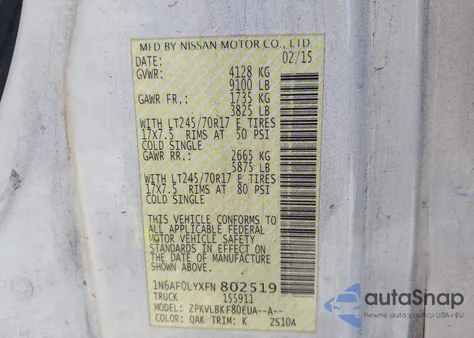 MFD BY NISSAN MOTOR CO., LTD.
DATE: 02/15
GVWR: 4128 KG
9100 LB
GAWR FR.: 1735 KG
3825 LB
WITH LT245/70R17 E TIRES
17X7.5 RIMS AT 50 PSI
COLD SINGLE
GAWR RR.: 2665 KG
5875 LB
WITH LT245/70R17 E TIRES
17X7.5 RIMS AT 80 PSI
COLD SINGLE
THIS VEHICLE CONFORMS TO
ALL APPLICABLE FEDERAL
MOTOR VEHICLE SAFETY
STANDARDS IN EFFECT ON
THE DATE OF MANUFACTURE
SHOWN ABOVE.
1N6AF0LYXFN 802519
TRUCK 155911
MODEL: ZPKVLBKF80EUA--A--
COLOR: QAK TRIM: K ZS10A
autoSnap
Автомобілі з США та ЄС